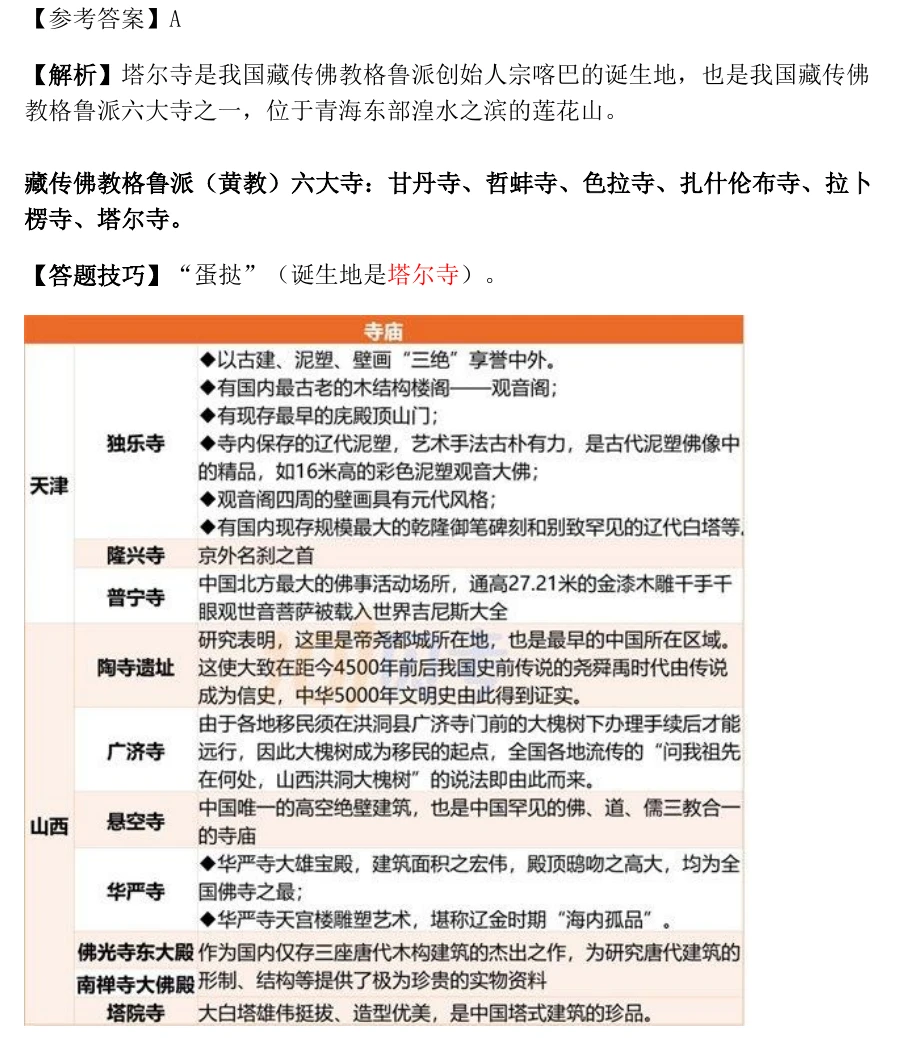 【参考答案】A
【解析】塔尔寺是我国藏传佛教格鲁派创始人宗喀巴的诞生地，也是我国藏传佛
教格鲁派六大寺之一，位于青海东部湟水之滨的莲花山。
藏传佛教格鲁派（黄教）六大寺：甘丹寺、哲蚌寺、色拉寺、扎什伦布寺、拉卜
楞寺、塔尔寺。
【答题技巧】“蛋挞”（诞生地是塔尔寺）。
寺庙
天津
独乐寺
◆以古建、泥塑、壁画“三绝”享誉中外。
◆有国内最古老的木结构楼阁——观音阁；
◆有现存最早的庑殿顶山门；
◆寺内保存的辽代泥塑，艺术手法古朴有力，是古代泥塑佛像中
的精品，如16米高的彩色泥塑观音大佛；
◆观音阁四周的壁画具有元代风格；
◆有国内现存规模最大的乾隆御笔碑刻和别致罕见的辽代白塔等.
隆兴寺
京外名刹之首
普宁寺
中国北方最大的佛事活动场所，通高27.21米的金漆木雕千手千
眼观世音菩萨被载入世界吉尼斯大全
山西
陶寺遗址
研究表明，这里是帝尧都城所在地，也是最早的中国所在区域。
这使大致在距今4500年前后我国史前传说的尧舜禹时代由传说
成为信史，中华5000年文明史由此得到证实。
广济寺
由于各地移民须在洪洞县广济寺门前的大槐树下办理手续后才能
远行，因此大槐树成为移民的起点，全国各地流传的“问我祖先
在何处，山西洪洞大槐树”的说法即由此而来。
悬空寺
中国唯一的高空绝壁建筑，也是中国罕见的佛、道、儒三教合一
的寺庙
华严寺
◆华严寺大雄宝殿，建筑面积之宏伟，殿顶鸱吻之高大，均为全
国佛寺之最；
◆华严寺天宫楼雕塑艺术，堪称辽金时期“海内孤品”。
佛光寺东大殿
南禅寺大佛殿
作为国内仅存三座唐代木构建筑的杰出之作，为研究唐代建筑的
形制、结构等提供了极为珍贵的实物资料
塔院寺
大白塔雄伟挺拔、造型优美，是中国塔式建筑的珍品。